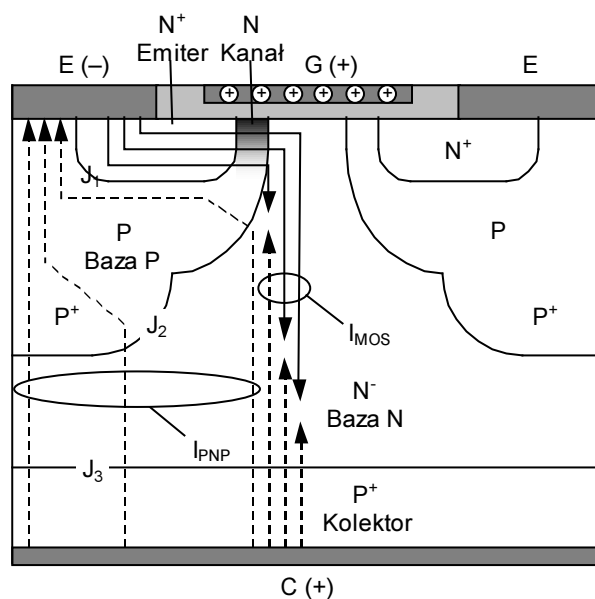 N⁺
Emiter
N
Kanał
E (–)
G (+)
E
+ + + + + +
J₁
N⁺
P
Baza P
P
P⁺
J₂
P⁺
I_MOS
N⁻
Baza N
I_PNP
J₃
P⁺
Kolektor
C (+)